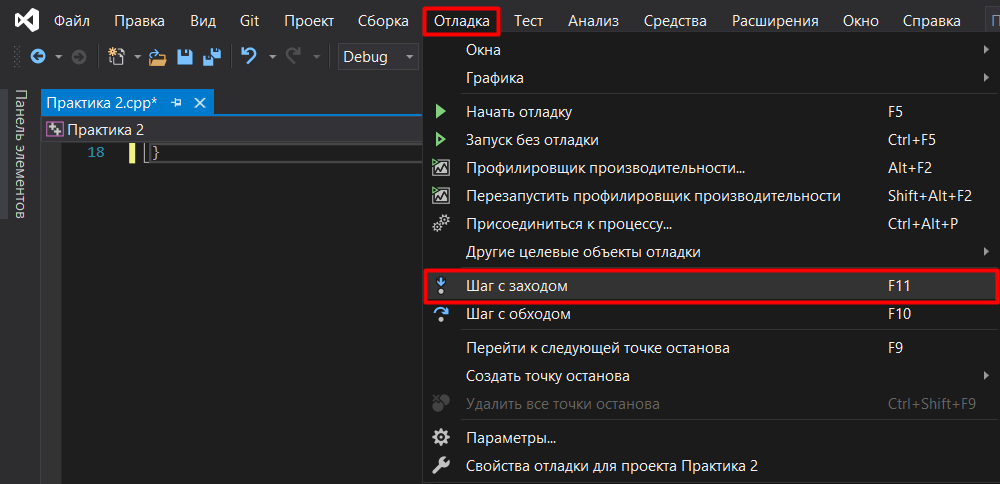 Файл Правка Вид Git Проект Сборка Отладка Тест Анализ Средства Расширения Окно Справка
Debug
Панель элементов
Практика 2.cpp*
Практика 2
18 }
Окна
Графика
Начать отладку F5
Запуск без отладки Ctrl+F5
Профилировщик производительности... Alt+F2
Перезапустить профилировщик производительности Shift+Alt+F2
Присоединиться к процессу... Ctrl+Alt+P
Другие целевые объекты отладки
Шаг с заходом F11
Шаг с обходом F10
Перейти к следующей точке останова F9
Создать точку останова
Удалить все точки останова Ctrl+Shift+F9
Параметры...
Свойства отладки для проекта Практика 2